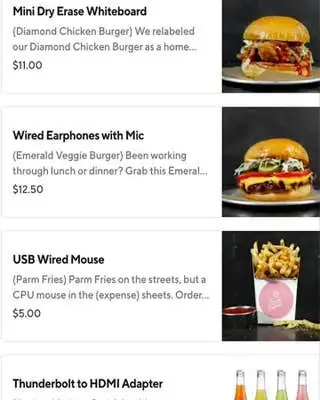 Mini Dry Erase Whiteboard
(Diamond Chicken Burger) We relabeled
our Diamond Chicken Burger as a home...
$11.00
Wired Earphones with Mic
(Emerald Veggie Burger) Been working
through lunch or dinner? Grab this Emeral...
$12.50
USB Wired Mouse
(Parm Fries) Parm Fries on the streets, but a
CPU mouse in the (expense) sheets. Order...
$5.00
Thunderbolt to HDMI Adapter